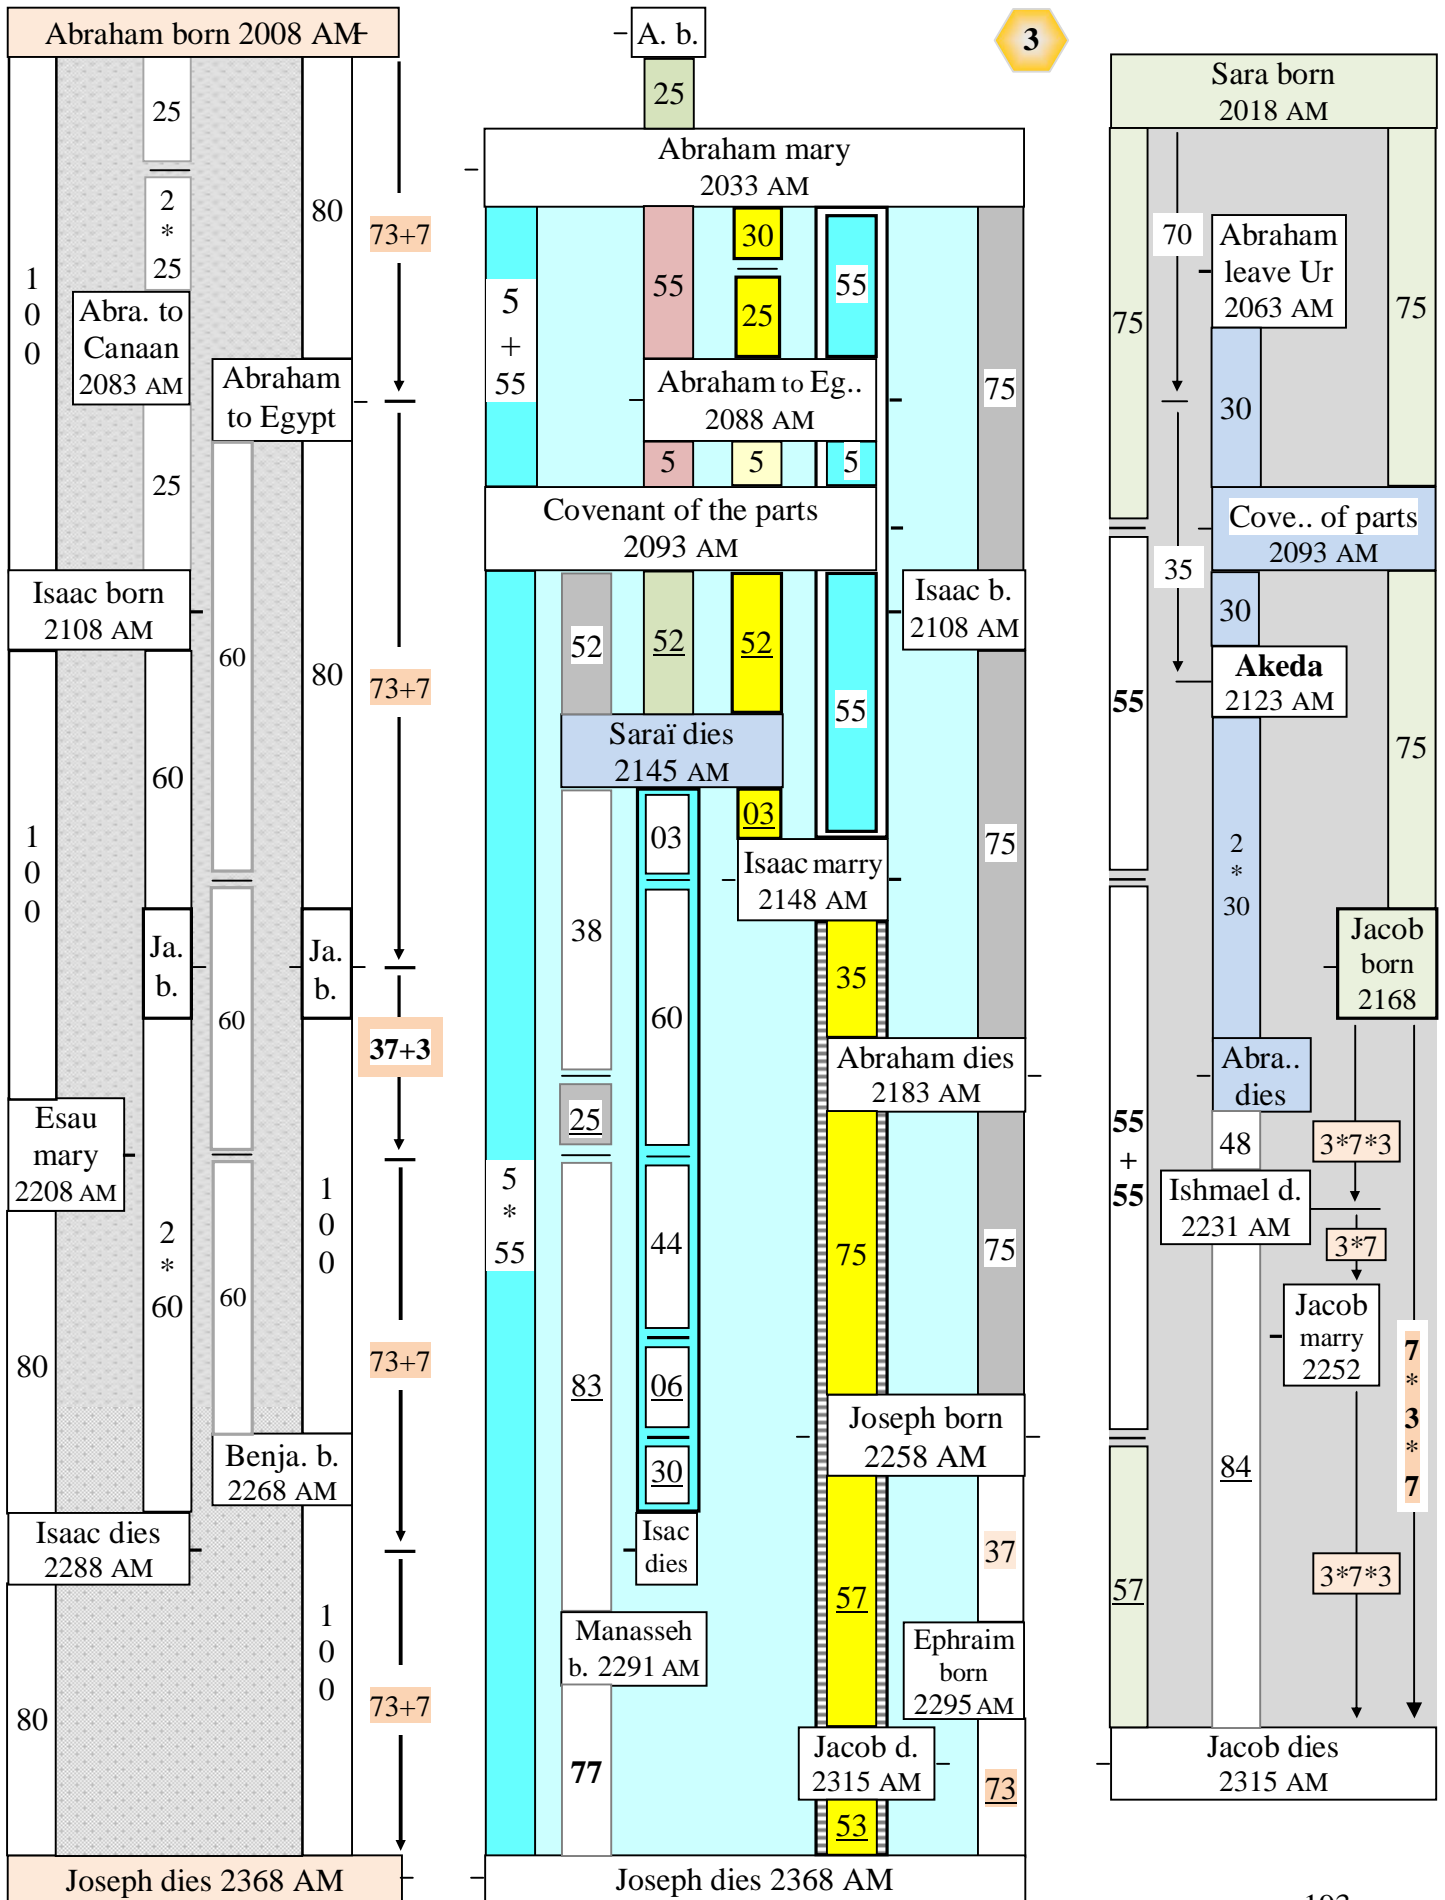 Abraham born 2008 AM
25
2
*
25
80
73+7
1
0
0
Abra. to
Canaan
2083 AM
Abraham
to Egypt
25
Isaac born
2108 AM
60
80
73+7
60
1
0
0
Ja.
b.
Ja.
b.
60
37+3
Esau
mary
2208 AM
2
*
60
1
0
0
60
80
73+7
Benja. b.
2268 AM
Isaac dies
2288 AM
1
0
0
80
73+7
Joseph dies 2368 AM
A. b.
3
25
Abraham mary
2033 AM
5
+
55
55
30
25
55
75
Abraham to Eg..
2088 AM
5
5
5
Covenant of the parts
2093 AM
52
52
52
55
Isaac b.
2108 AM
Saraï dies
2145 AM
03
03
75
Isaac marry
2148 AM
38
60
35
Abraham dies
2183 AM
25
5
*
55
44
75
75
83
06
30
Joseph born
2258 AM
Isac
dies
37
57
Manasseh
b. 2291 AM
Ephraim
born
2295 AM
77
Jacob d.
2315 AM
73
53
Joseph dies 2368 AM
Sara born
2018 AM
75
70
Abraham
leave Ur
2063 AM
75
30
Cove.. of parts
2093 AM
35
30
Akeda
2123 AM
55
75
2
*
30
Jacob
born
2168
Abra..
dies
55
+
55
48
3*7*3
Ishmael d.
2231 AM
3*7
Jacob
marry
2252
7
*
3
*
7
84
57
3*7*3
Jacob dies
2315 AM